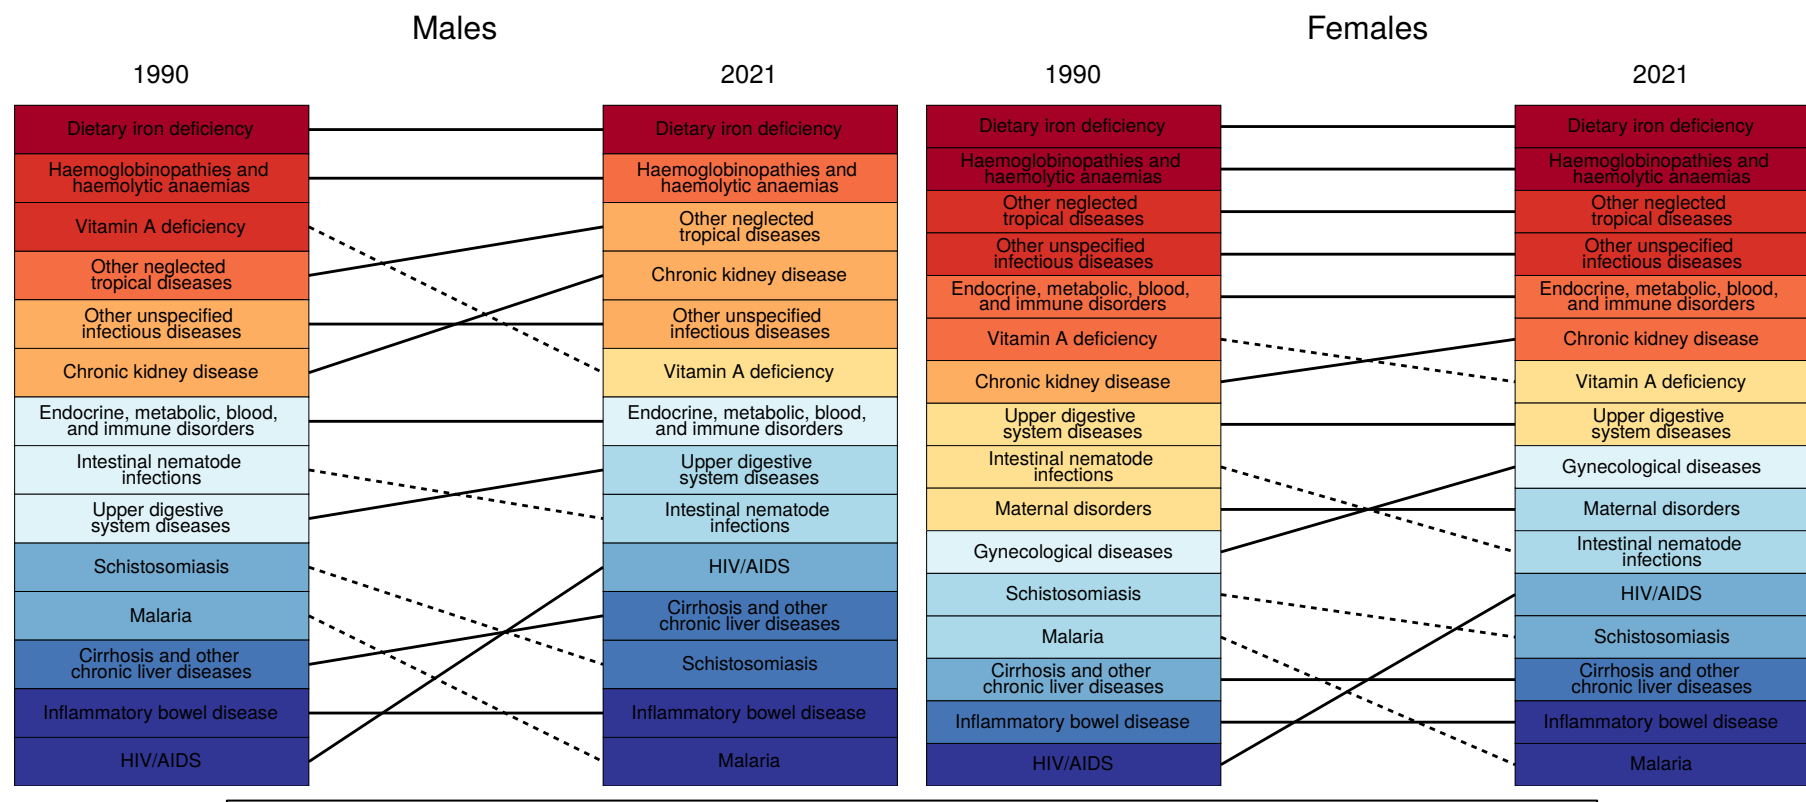 Males
1990
2021
Dietary iron deficiency
Haemoglobinopathies and
haemolytic anaemias
Vitamin A deficiency
Other neglected
tropical diseases
Other unspecified
infectious diseases
Chronic kidney disease
Endocrine, metabolic, blood,
and immune disorders
Intestinal nematode
infections
Upper digestive
system diseases
Schistosomiasis
Malaria
Cirrhosis and other
chronic liver diseases
Inflammatory bowel disease
HIV/AIDS
Dietary iron deficiency
Haemoglobinopathies and
haemolytic anaemias
Other neglected
tropical diseases
Chronic kidney disease
Other unspecified
infectious diseases
Vitamin A deficiency
Endocrine, metabolic, blood,
and immune disorders
Upper digestive
system diseases
Intestinal nematode
infections
HIV/AIDS
Cirrhosis and other
chronic liver diseases
Schistosomiasis
Inflammatory bowel disease
Malaria
Females
1990
2021
Dietary iron deficiency
Haemoglobinopathies and
haemolytic anaemias
Other neglected
tropical diseases
Other unspecified
infectious diseases
Endocrine, metabolic, blood,
and immune disorders
Vitamin A deficiency
Chronic kidney disease
Upper digestive
system diseases
Intestinal nematode
infections
Maternal disorders
Gynecological diseases
Schistosomiasis
Malaria
Cirrhosis and other
chronic liver diseases
Inflammatory bowel disease
HIV/AIDS
Dietary iron deficiency
Haemoglobinopathies and
haemolytic anaemias
Other neglected
tropical diseases
Other unspecified
infectious diseases
Endocrine, metabolic, blood,
and immune disorders
Chronic kidney disease
Vitamin A deficiency
Upper digestive
system diseases
Gynecological diseases
Maternal disorders
Intestinal nematode
infections
HIV/AIDS
Schistosomiasis
Cirrhosis and other
chronic liver diseases
Inflammatory bowel disease
Malaria